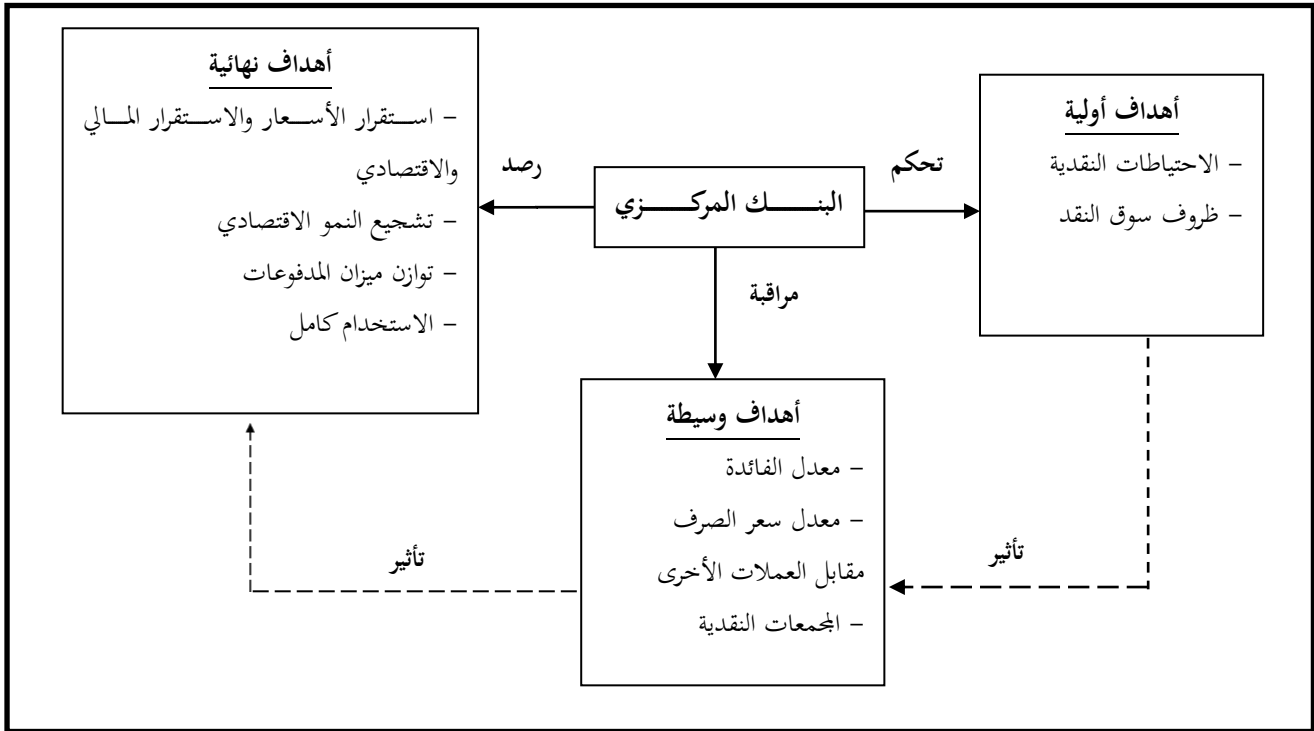 أهداف أولية
– الاحتياطات النقدية
– ظروف سوق النقد
تحكم
البنك المركزي
رصد
أهداف نهائية
– استقرار الأسعار والاستقرار المالي
والاقتصادي
– تشجيع النمو الاقتصادي
– توازن ميزان المدفوعات
– الاستخدام كامل
مراقبة
أهداف وسيطة
– معدل الفائدة
– معدل سعر الصرف
مقابل العملات الأخرى
– المجمعات النقدية
تأثير
تأثير